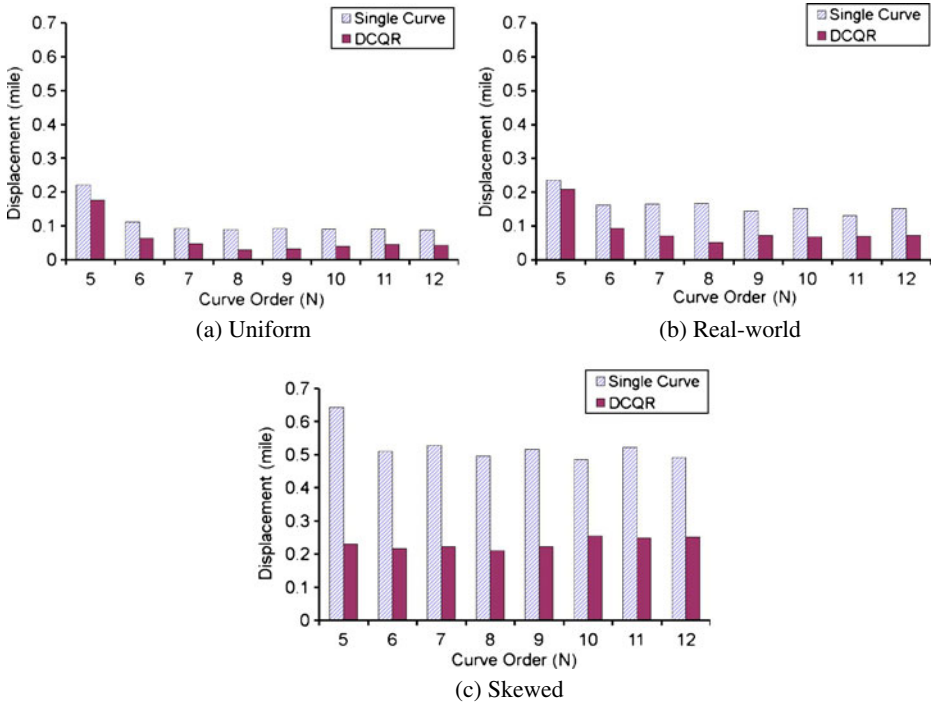 0.7
0.6
0.5
0.4
0.3
0.2
0.1
0
Displacement (mile)
Single Curve
DCQR
5 6 7 8 9 10 11 12
Curve Order (N)
(a) Uniform
0.7
0.6
0.5
0.4
0.3
0.2
0.1
0
Displacement (mile)
Single Curve
DCQR
5 6 7 8 9 10 11 12
Curve Order (N)
(b) Real-world
0.7
0.6
0.5
0.4
0.3
0.2
0.1
0
Displacement (mile)
Single Curve
DCQR
5 6 7 8 9 10 11 12
Curve Order (N)
(c) Skewed